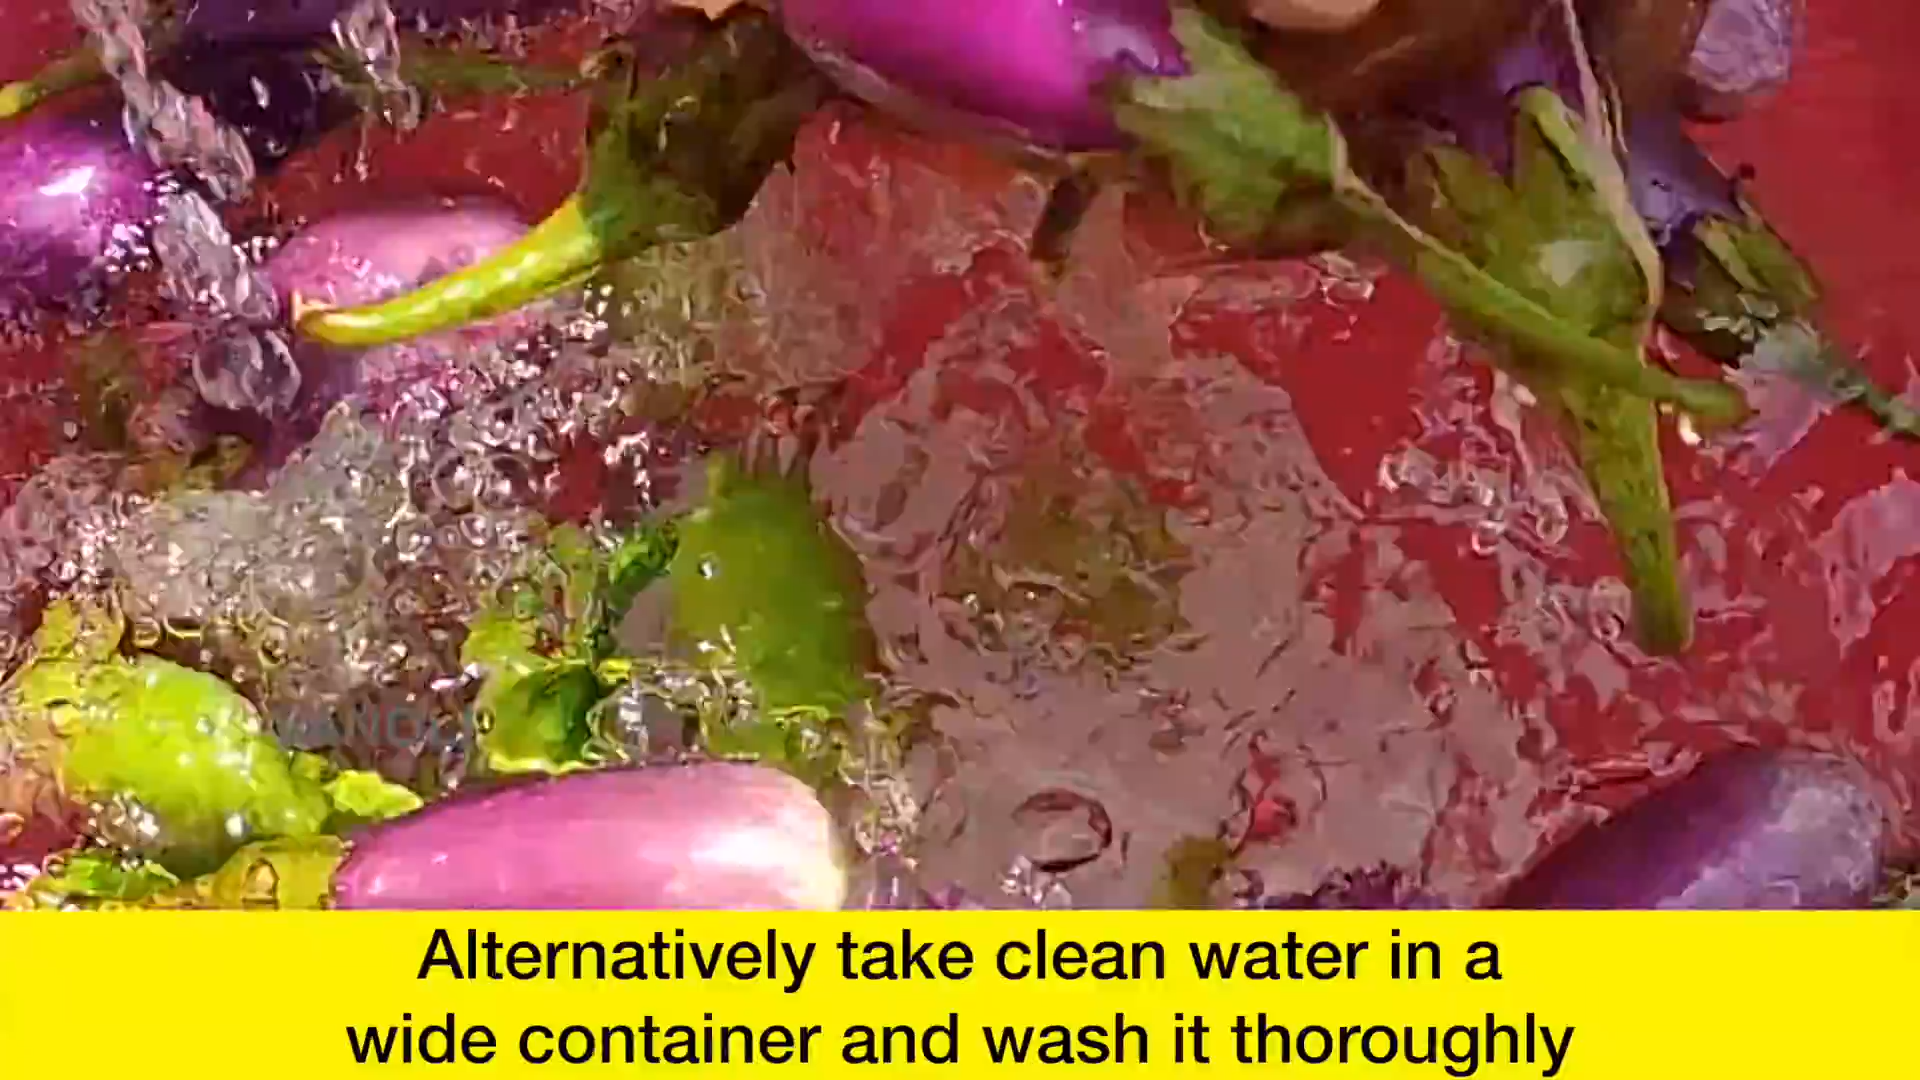 Alternatively take clean water in a
wide container and wash it thoroughly